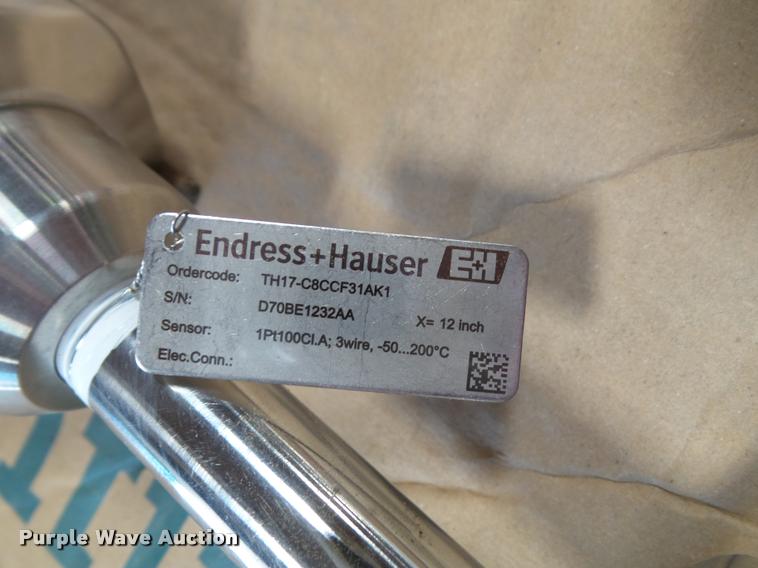 Endress+Hauser E+H
Ordercode: TH17-C8CCF31AK1
S/N: D70BE1232AA X= 12 inch
Sensor: 1Pt100Cl.A; 3wire, -50...200°C
Elec.Conn.:
Purple Wave Auction